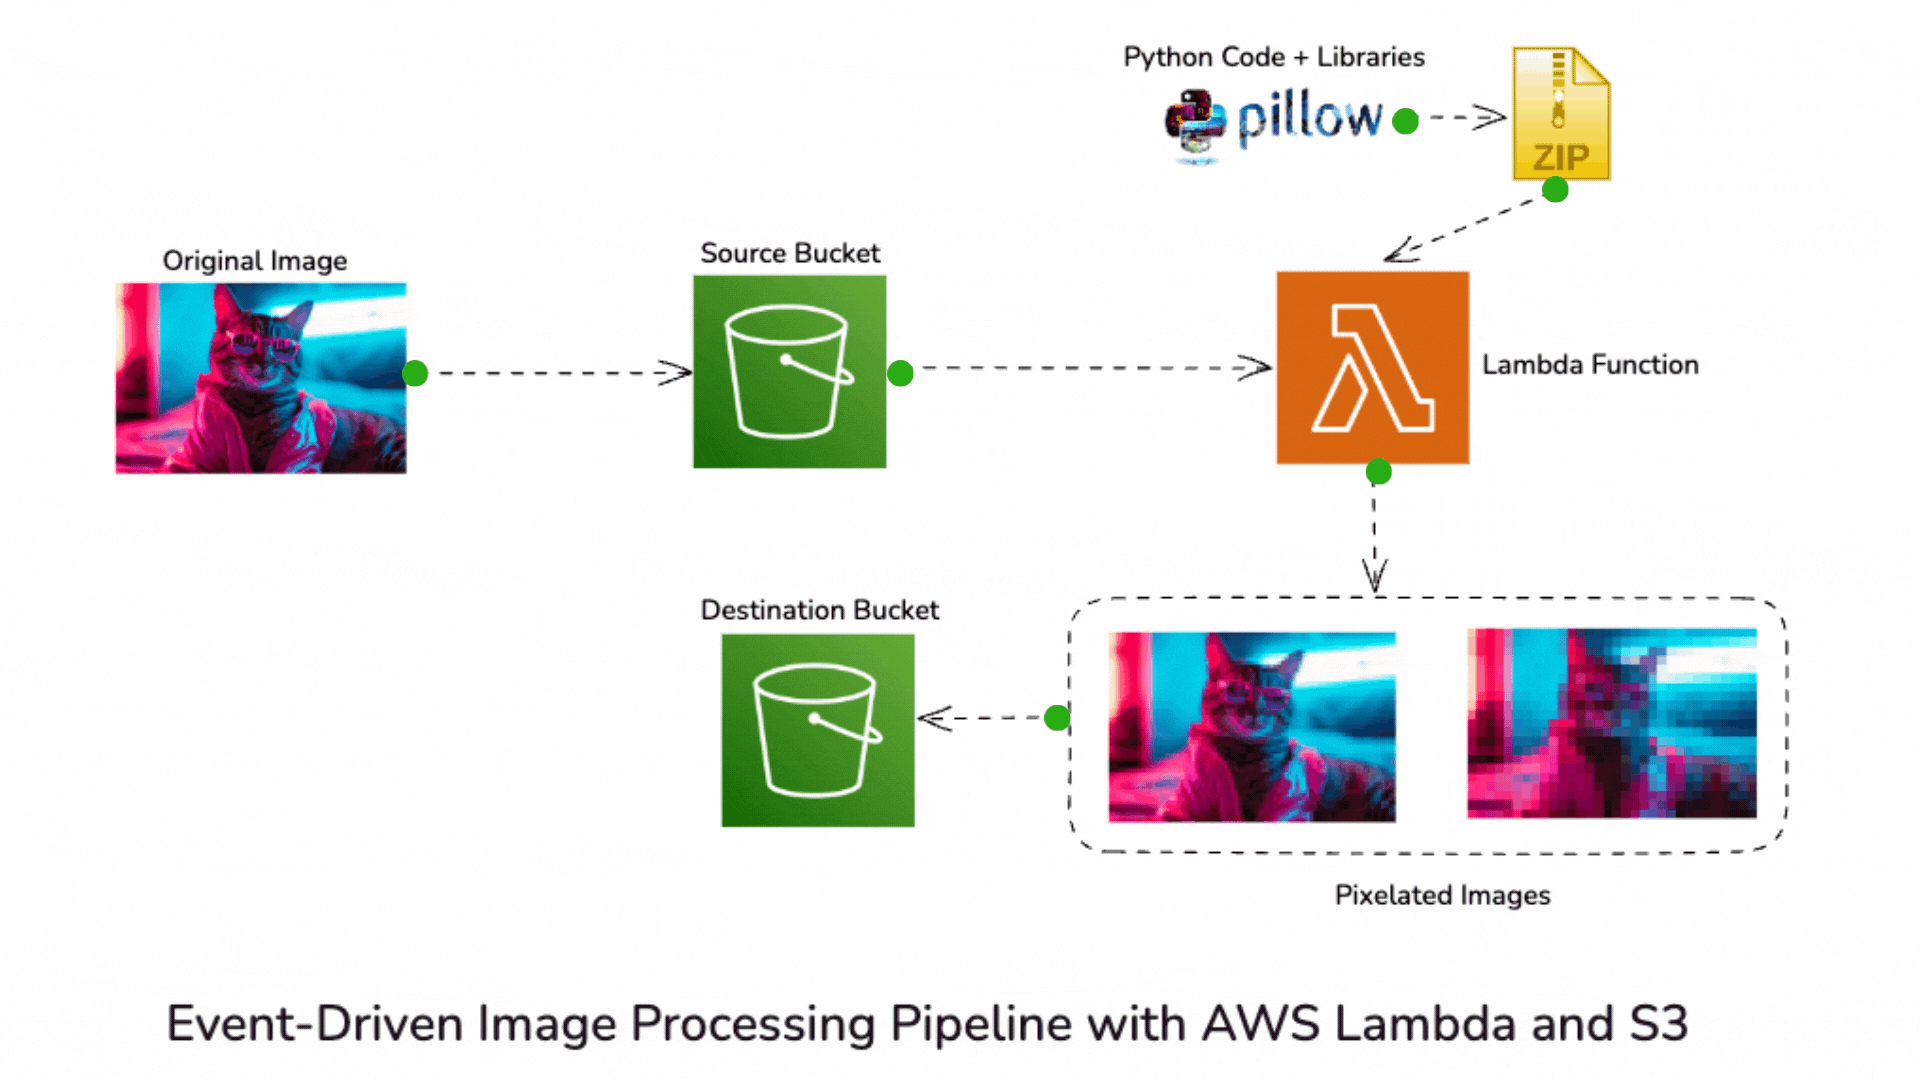 Python Code + Libraries
pillow
ZIP
Original Image
Source Bucket
Lambda Function
Destination Bucket
Pixelated Images
Event-Driven Image Processing Pipeline with AWS Lambda and S3